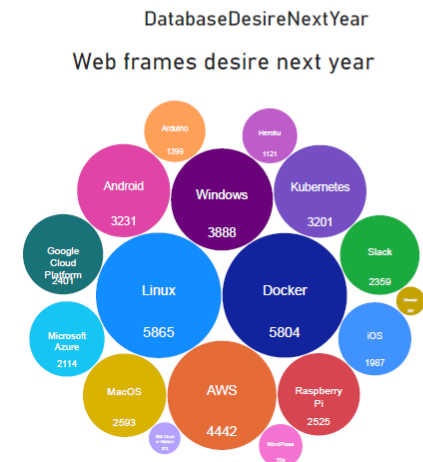 DatabaseDesireNextYear
Web frames desire next year
Arduino
1399
Heroku
1121
Android
3231
Windows
3888
Kubernetes
3201
Google
Cloud
Platform
2401
Slack
2359
Linux
5865
Docker
5804
Microsoft
Azure
2114
iOS
1987
MacOS
2593
AWS
4442
Raspberry
Pi
2525
WordPress